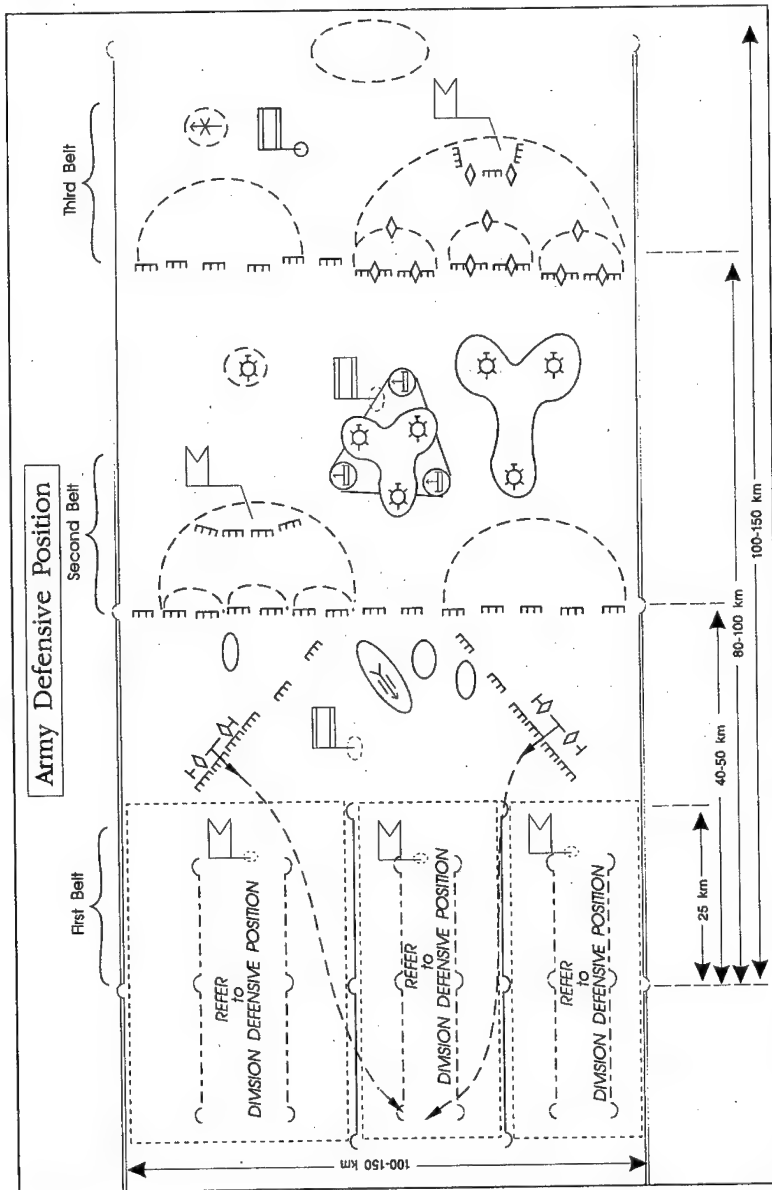 Army Defensive Position
First Belt
Second Belt
Third Belt
REFER
to
DIVISION DEFENSIVE POSITION
REFER
to
DIVISION DEFENSIVE POSITION
REFER
to
DIVISION DEFENSIVE POSITION
100-150 km
25 km
40-50 km
80-100 km
100-150 km